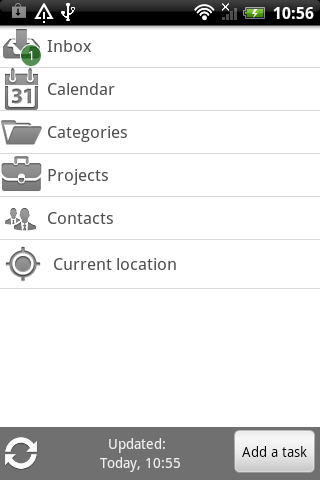 10:56
Inbox
1
31
Calendar
Categories
Projects
Contacts
Current location
Updated:
Today, 10:55
Add a task